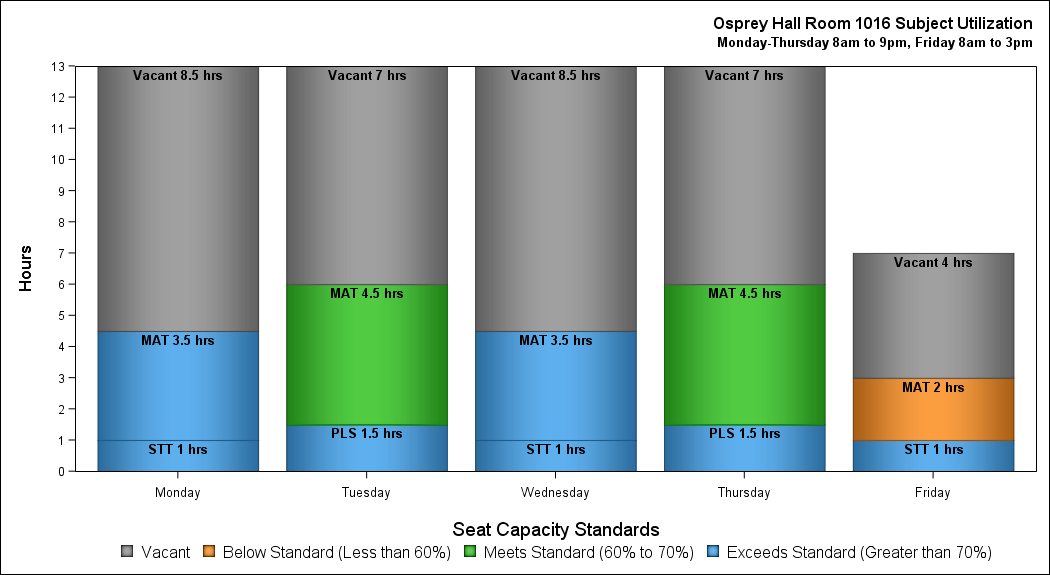 Osprey Hall Room 1016 Subject Utilization
Monday-Thursday 8am to 9pm, Friday 8am to 3pm
13
12
11
10
9
8
7
6
5
4
3
2
1
0
Hours
Vacant 8.5 hrs
MAT 3.5 hrs
STT 1 hrs
Vacant 7 hrs
MAT 4.5 hrs
PLS 1.5 hrs
Vacant 8.5 hrs
MAT 3.5 hrs
STT 1 hrs
Vacant 7 hrs
MAT 4.5 hrs
PLS 1.5 hrs
Vacant 4 hrs
MAT 2 hrs
STT 1 hrs
Monday Tuesday Wednesday Thursday Friday
Seat Capacity Standards
Vacant Below Standard (Less than 60%) Meets Standard (60% to 70%) Exceeds Standard (Greater than 70%)